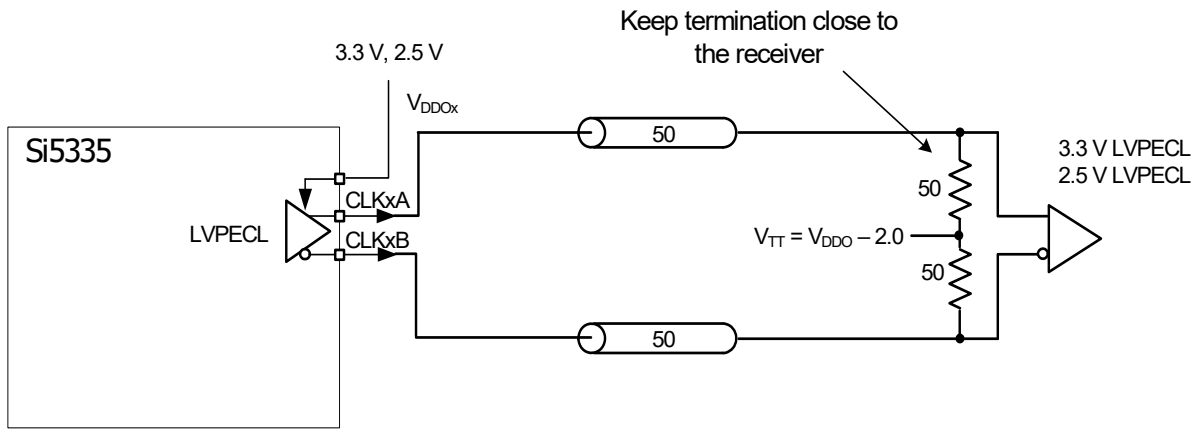 Keep termination close to
the receiver
3.3 V, 2.5 V
VDDOx
Si5335
50
3.3 V LVPECL
2.5 V LVPECL
50
CLKxA
LVPECL
VTT = VDDO – 2.0
CLKxB
50
50